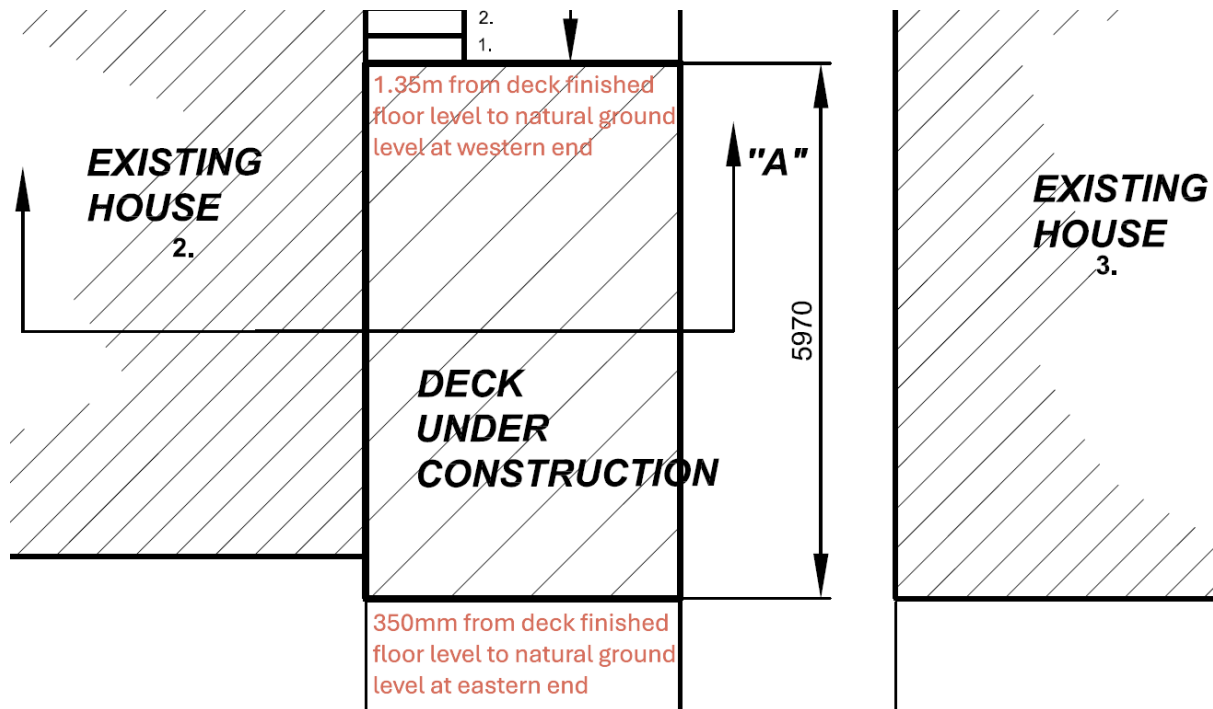 2.
1.
1.35m from deck finished
floor level to natural ground
level at western end
EXISTING
HOUSE
2.
"A"
EXISTING
HOUSE
3.
5970
DECK
UNDER
CONSTRUCTION
350mm from deck finished
floor level to natural ground
level at eastern end